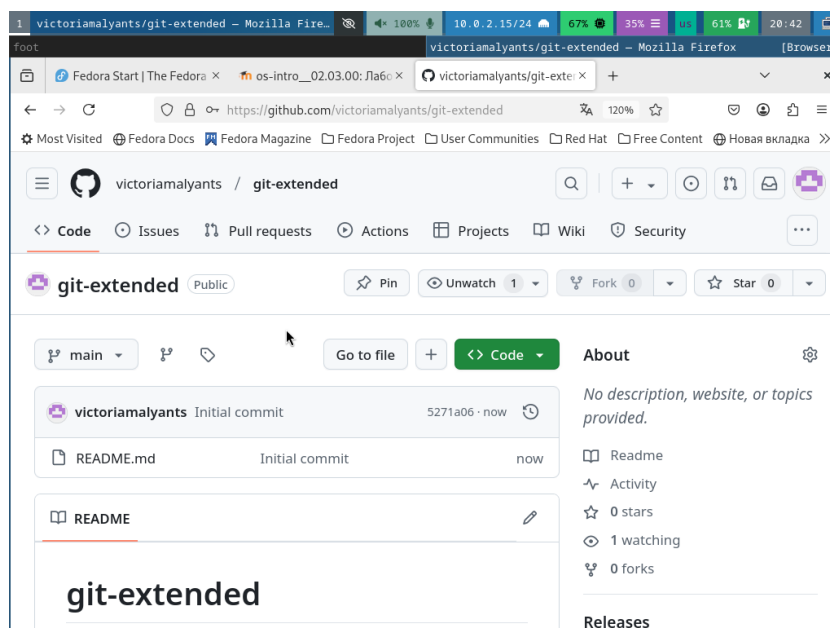 1 victoriamalyants/git-extended — Mozilla Fire… 100% 10.0.2.15/24 67% 35% us 61% 20:42
foot victoriamalyants/git-extended — Mozilla Firefox [Browser
Fedora Start | The Fedora × os-intro__02.03.00: Лабо × victoriamalyants/git-exte × +
https://github.com/victoriamalyants/git-extended 120%
Most Visited Fedora Docs Fedora Magazine Fedora Project User Communities Red Hat Free Content Новая вкладка
victoriamalyants / git-extended
Code Issues Pull requests Actions Projects Wiki Security
git-extended Public Pin Unwatch 1 Fork 0 Star 0
main Go to file + Code
victoriamalyants Initial commit 5271a06 · now
README.md Initial commit now
README
git-extended
About
No description, website, or topics
provided.
Readme
Activity
0 stars
1 watching
0 forks
Releases